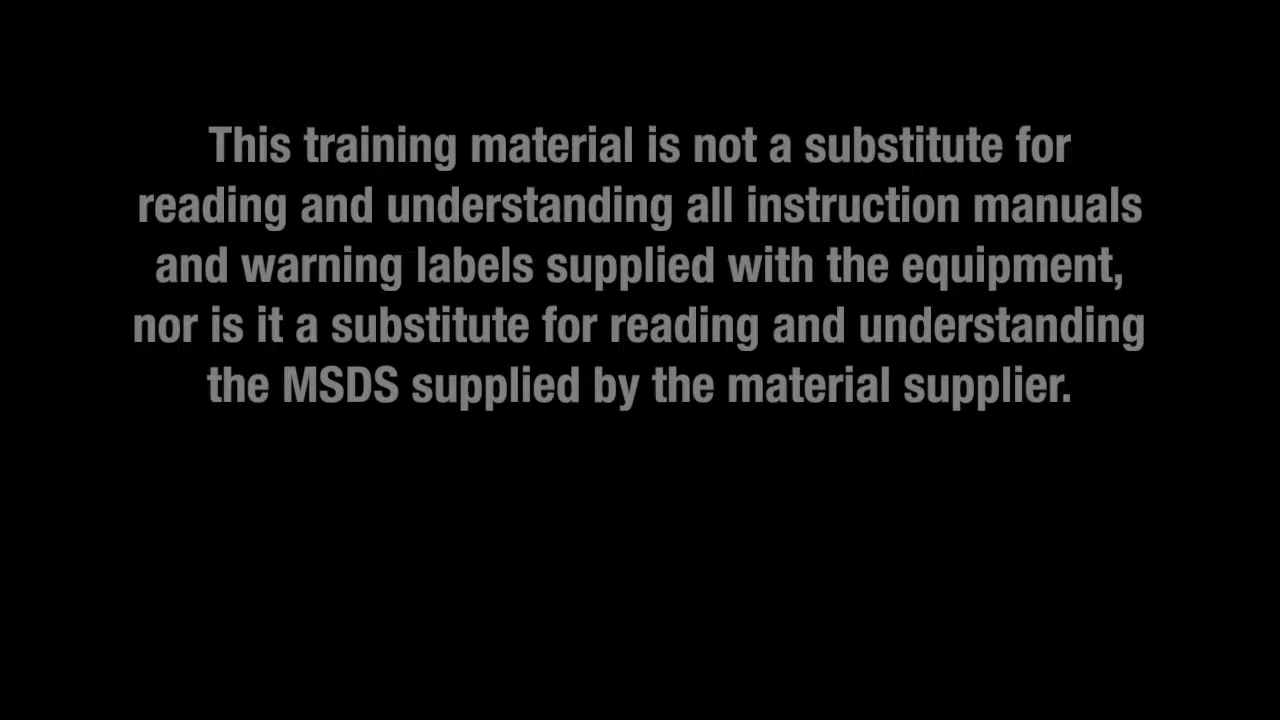 This training material is not a substitute for
reading and understanding all instruction manuals
and warning labels supplied with the equipment,
nor is it a substitute for reading and understanding
the MSDS supplied by the material supplier.